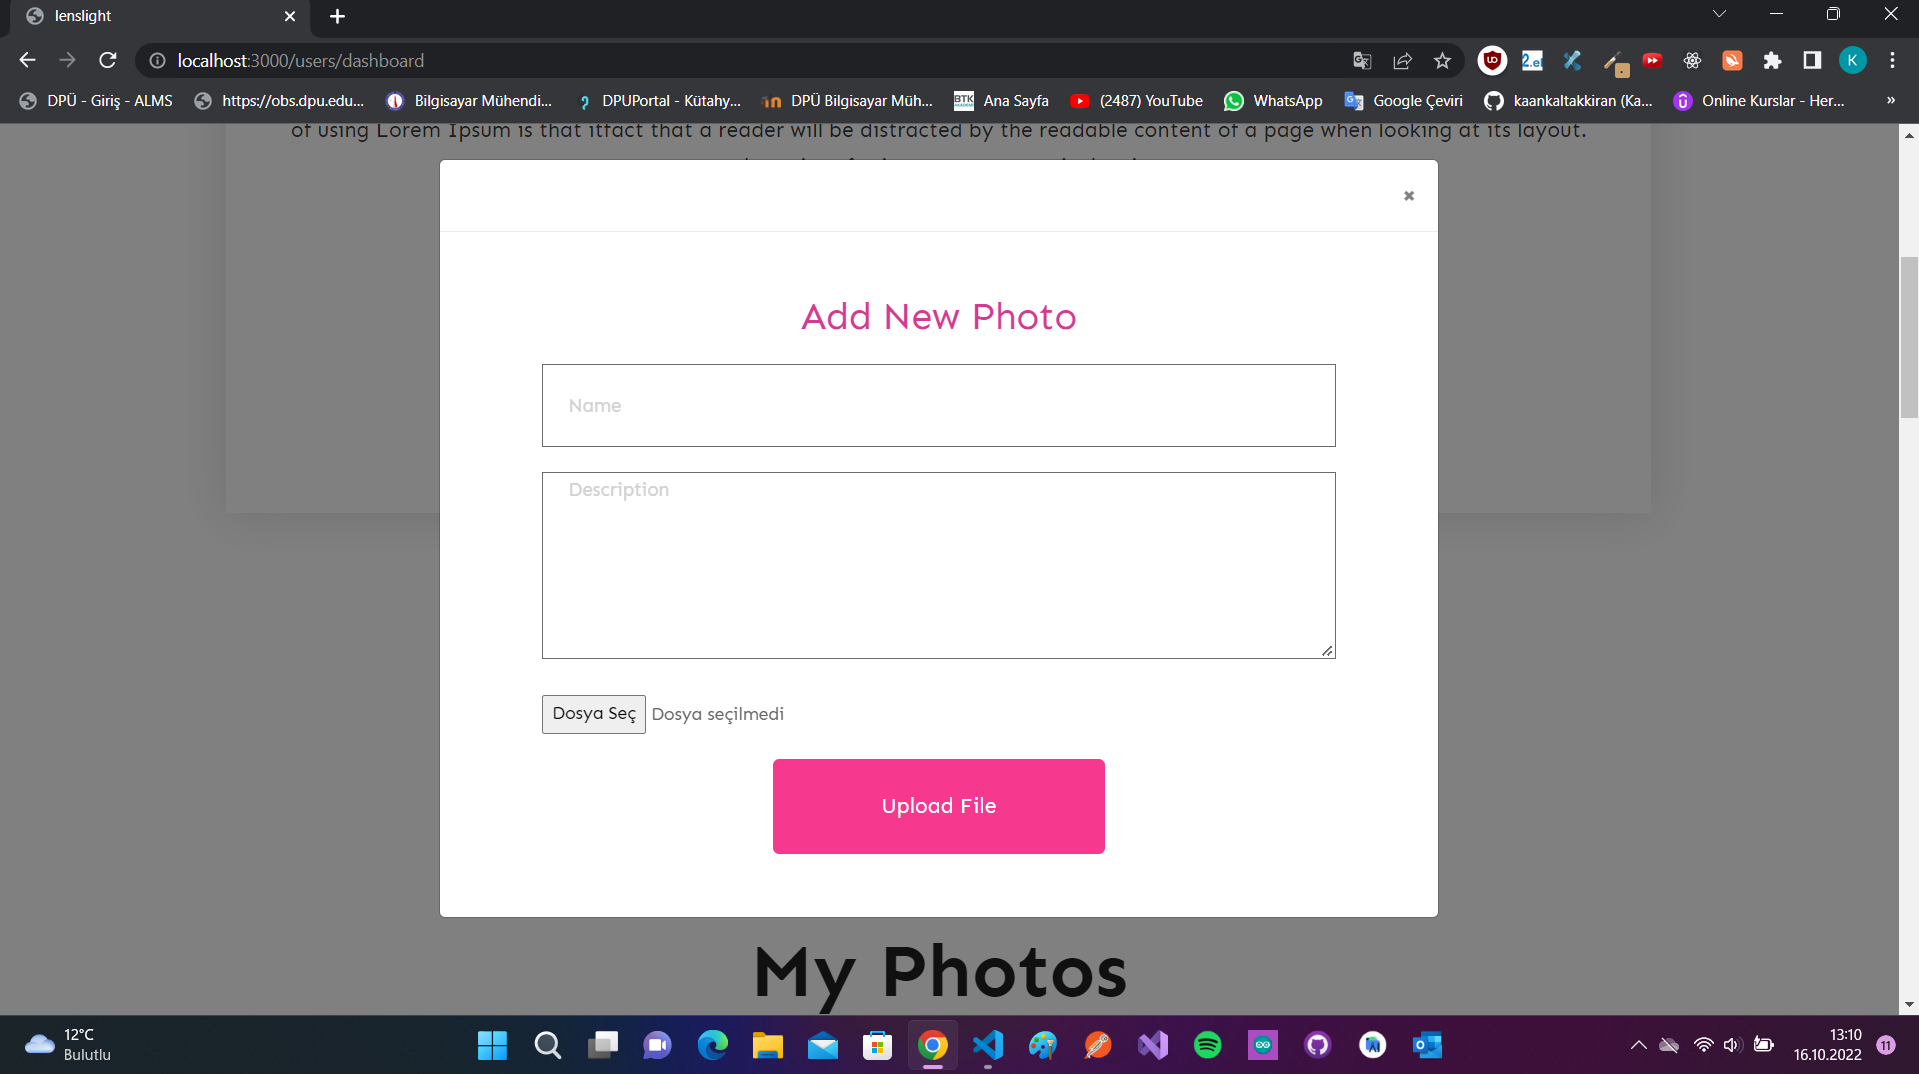 lenslight
localhost:3000/users/dashboard
DPÜ - Giriş - ALMS
https://obs.dpu.edu...
Bilgisayar Mühendi...
DPUPortal - Kütahy...
DPÜ Bilgisayar Müh...
BTK
Ana Sayfa
(2487) YouTube
WhatsApp
Google Çeviri
kaankaltakkiran (Ka...
Online Kurslar - Her...
»
K
of using Lorem Ipsum is that itfact that a reader will be distracted by the readable content of a page when looking at its layout.
Add New Photo
Name
Description
Dosya Seç Dosya seçilmedi
Upload File
My Photos
12°C
Bulutlu
13:10
16.10.2022
11